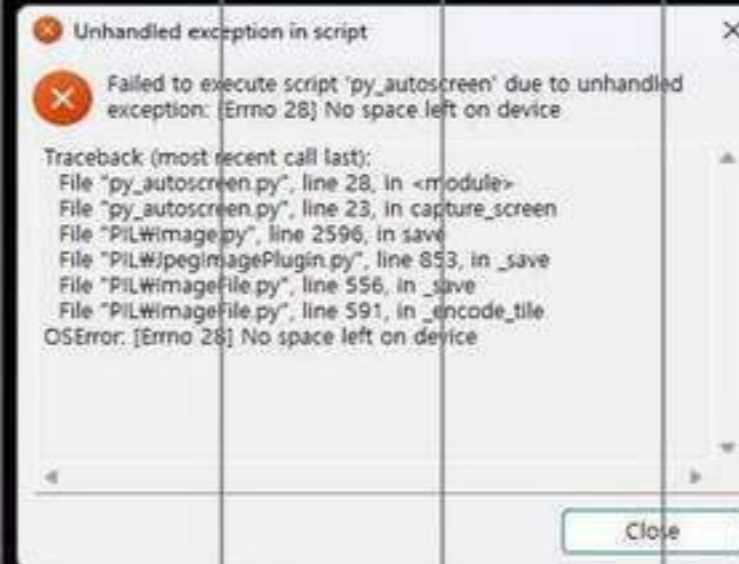 Unhandled exception in script
Failed to execute script 'py_autoscreen' due to unhandled
exception: [Errno 28] No space left on device
Traceback (most recent call last):
File "py_autoscreen.py", line 28, in <module>
File "py_autoscreen.py", line 23, in capture_screen
File "PIL₩Image.py", line 2596, in save
File "PIL₩JpegImagePlugin.py", line 853, in _save
File "PIL₩ImageFile.py", line 556, in _save
File "PIL₩ImageFile.py", line 591, in _encode_tile
OSError: [Errno 28] No space left on device
Close